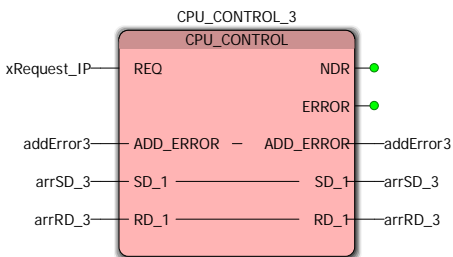 CPU_CONTROL_3
CPU_CONTROL
xRequest_IP REQ NDR
ERROR
addError3 ADD_ERROR – ADD_ERROR addError3
arrSD_3 SD_1 SD_1 arrSD_3
arrRD_3 RD_1 RD_1 arrRD_3